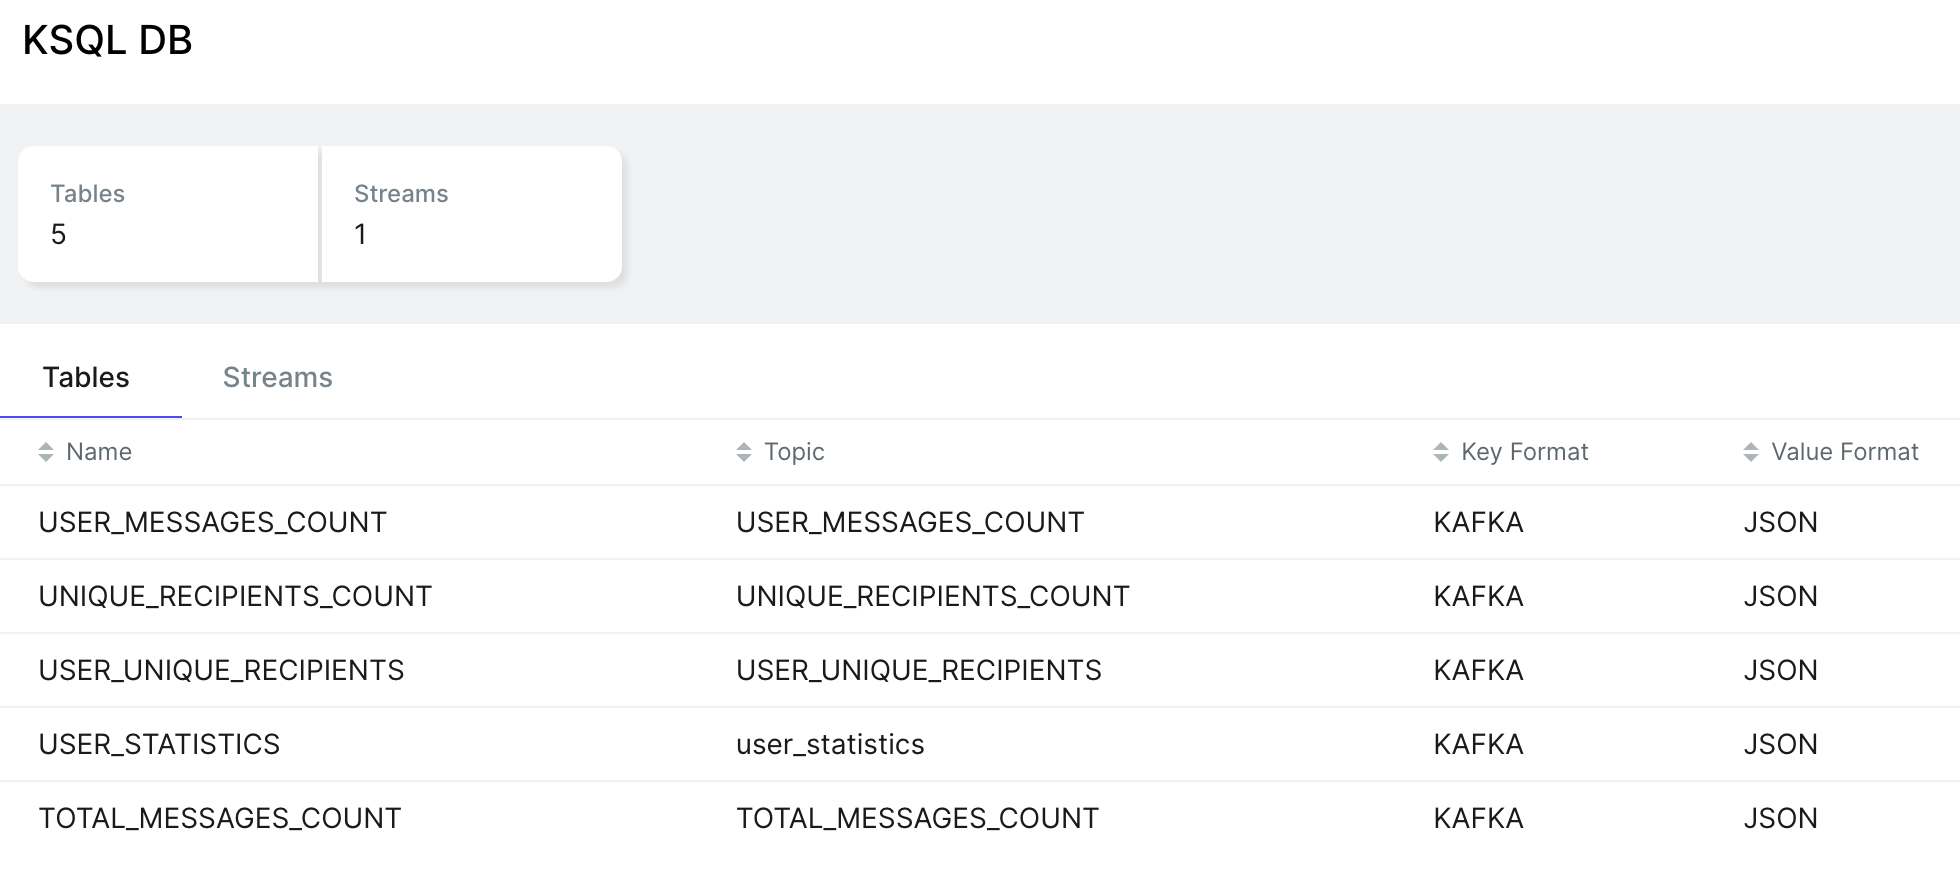 KSQL DB
Tables Streams
5 1
Tables Streams
Name Topic Key Format Value Format
USER_MESSAGES_COUNT USER_MESSAGES_COUNT KAFKA JSON
UNIQUE_RECIPIENTS_COUNT UNIQUE_RECIPIENTS_COUNT KAFKA JSON
USER_UNIQUE_RECIPIENTS USER_UNIQUE_RECIPIENTS KAFKA JSON
USER_STATISTICS user_statistics KAFKA JSON
TOTAL_MESSAGES_COUNT TOTAL_MESSAGES_COUNT KAFKA JSON